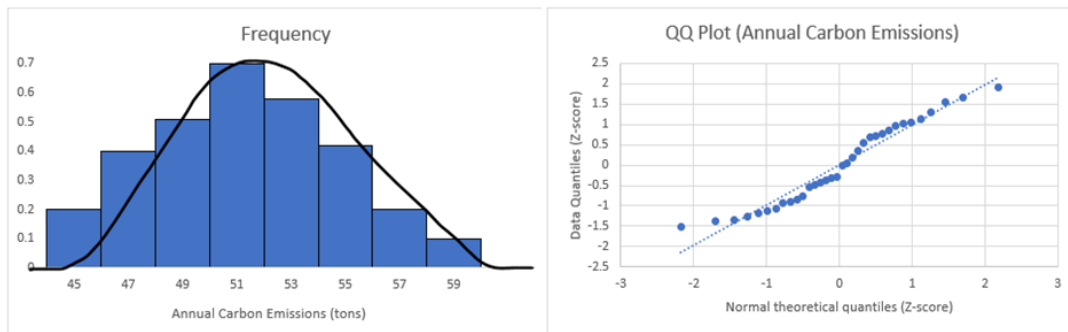 Frequency
0.7
0.6
0.5
0.4
0.3
0.2
0.1
0
45 47 49 51 53 55 57 59
Annual Carbon Emissions (tons)
QQ Plot (Annual Carbon Emissions)
Data Quantiles (Z-score)
2.5
2
1.5
1
0.5
0
-0.5
-1
-1.5
-2
-2.5
-3 -2 -1 0 1 2 3
Normal theoretical quantiles (Z-score)